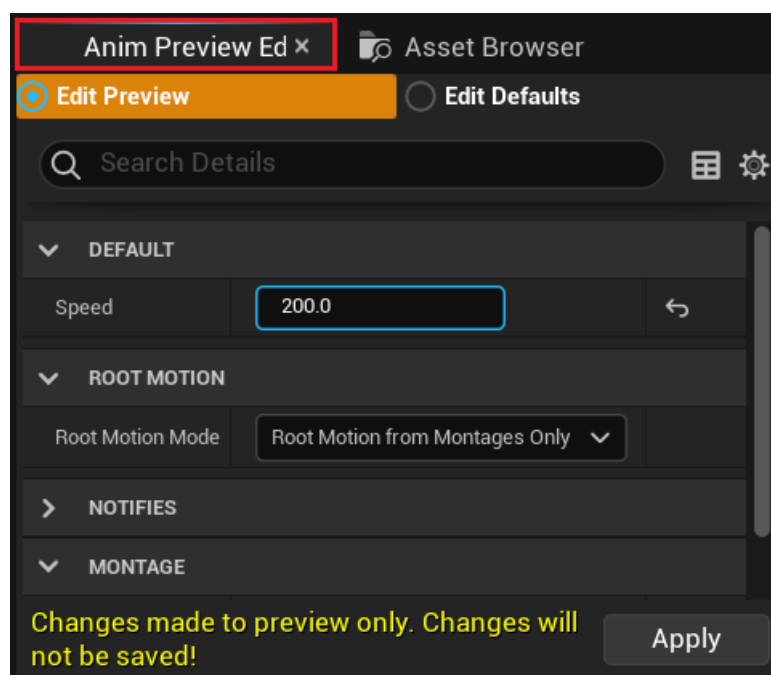 Anim Preview Ed × Asset Browser
Edit Preview Edit Defaults
Search Details
DEFAULT
Speed 200.0
ROOT MOTION
Root Motion Mode Root Motion from Montages Only
NOTIFIES
MONTAGE
Changes made to preview only. Changes will
not be saved!
Apply